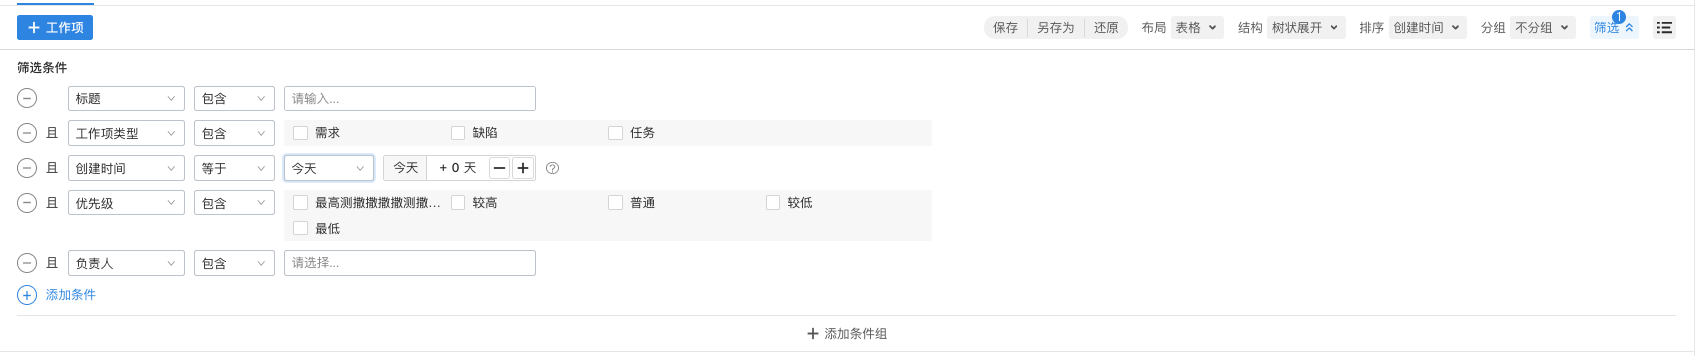 工作项 保存 另存为 还原 布局 表格 结构 树状展开 排序 创建时间 分组 不分组 筛选 1
筛选条件
标题 包含 请输入...
且 工作项类型 包含 需求 缺陷 任务
且 创建时间 等于 今天 今天 + 0 天
且 优先级 包含 最高测撒撒撒撒测撒... 较高 普通 较低
最低
且 负责人 包含 请选择...
添加条件
添加条件组